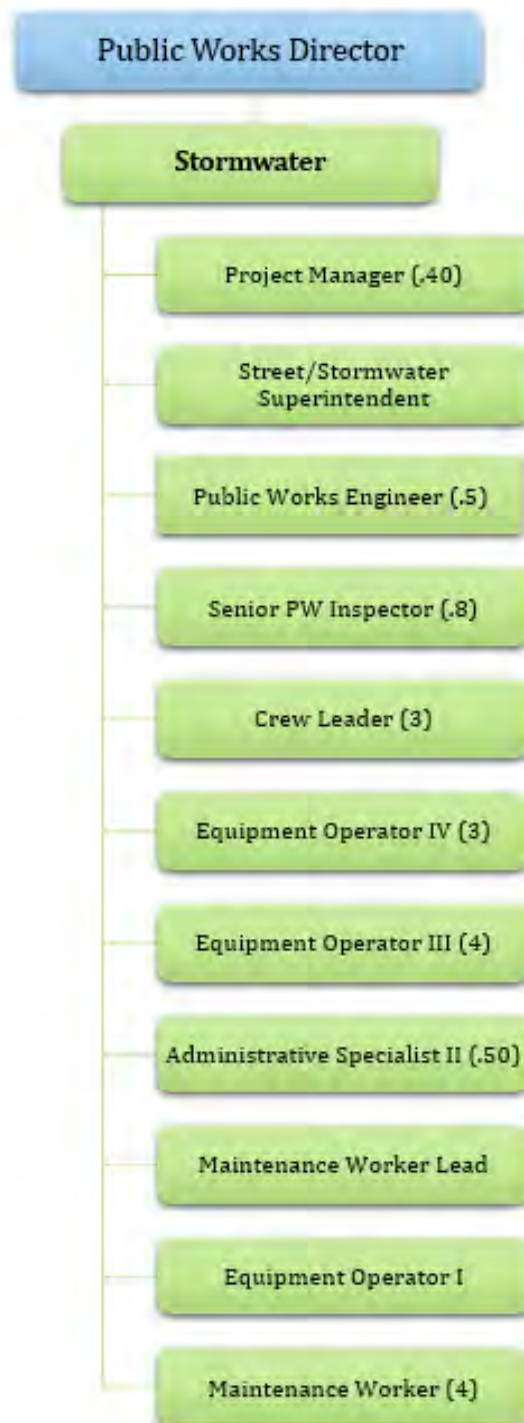 Public Works Director
Stormwater
Project Manager (.40)
Street/Stormwater
Superintendent
Public Works Engineer (.5)
Senior PW Inspector (.8)
Crew Leader (3)
Equipment Operator IV (3)
Equipment Operator III (4)
Administrative Specialist II (.50)
Maintenance Worker Lead
Equipment Operator I
Maintenance Worker (4)